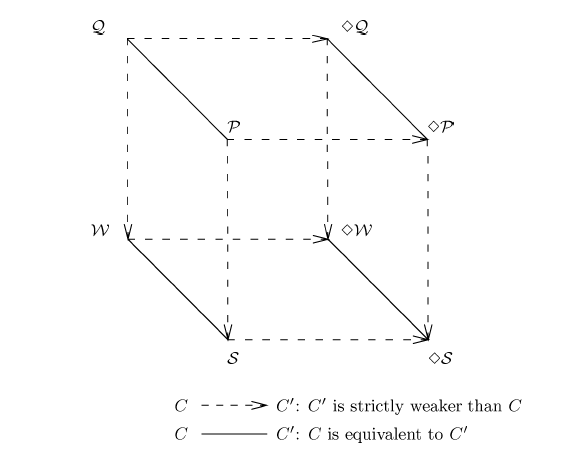 𝒬 ◇𝒬
𝒫 ◇𝒫
𝒲 ◇𝒲
𝒮 ◇𝒮
C C′: C′ is strictly weaker than C
C C′: C is equivalent to C′